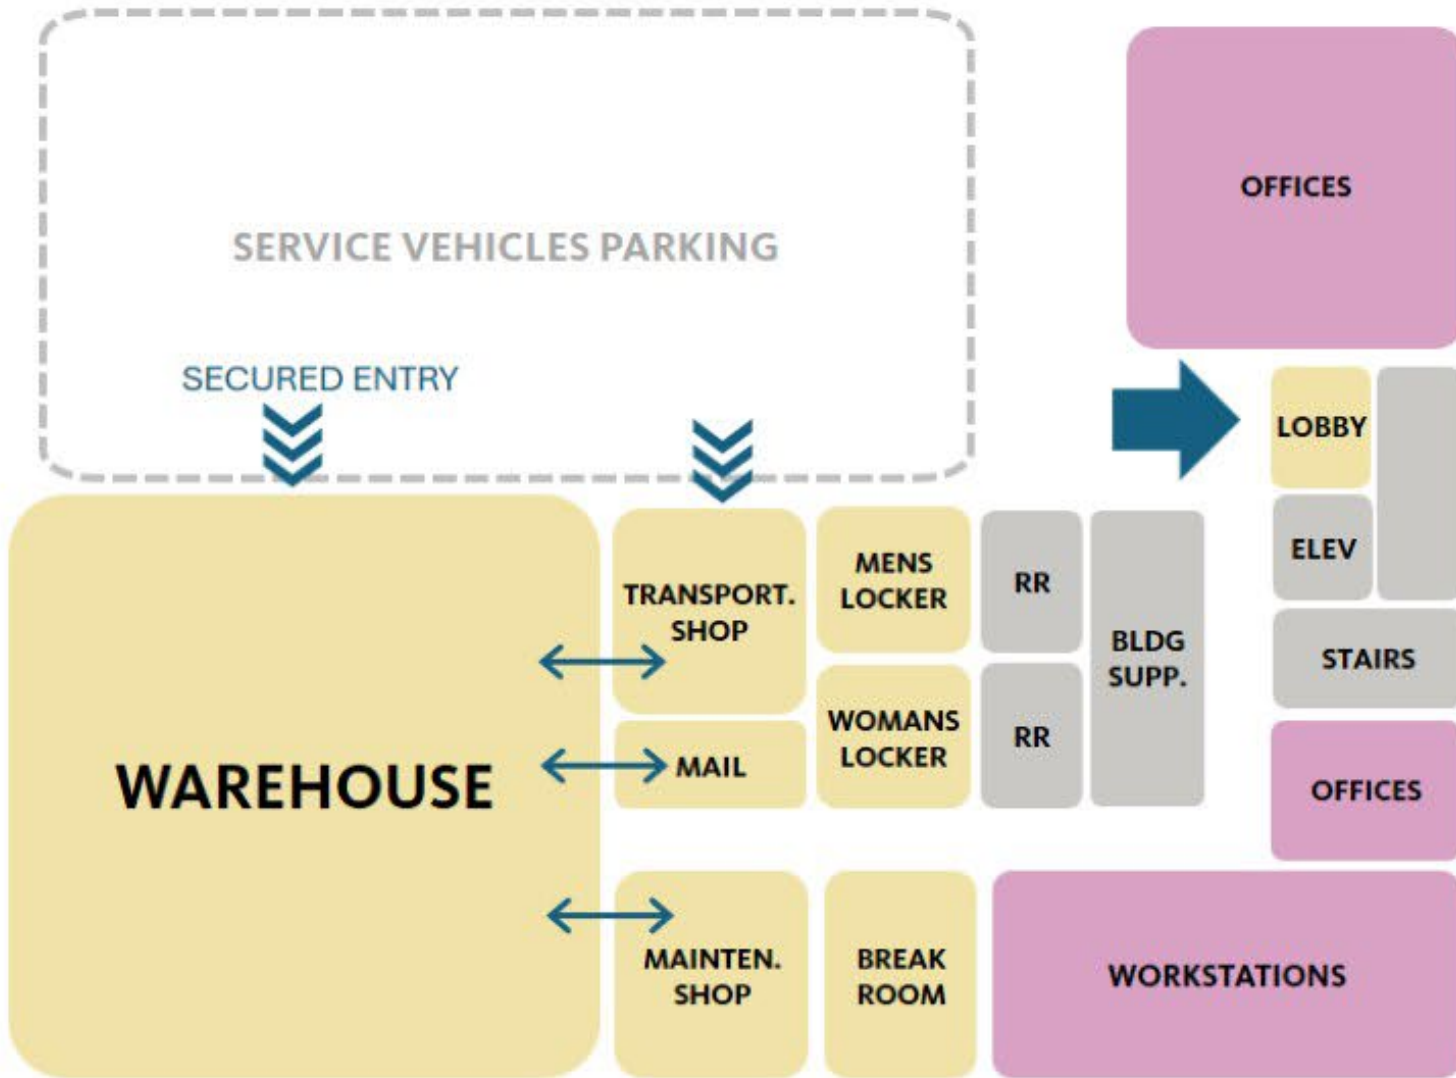 OFFICES
SERVICE VEHICLES PARKING
SECURED ENTRY
LOBBY
ELEV
MENS
LOCKER
RR
TRANSPORT.
SHOP
BLDG
SUPP.
STAIRS
WOMANS
LOCKER
RR
MAIL
WAREHOUSE
OFFICES
MAINTEN.
SHOP
BREAK
ROOM
WORKSTATIONS